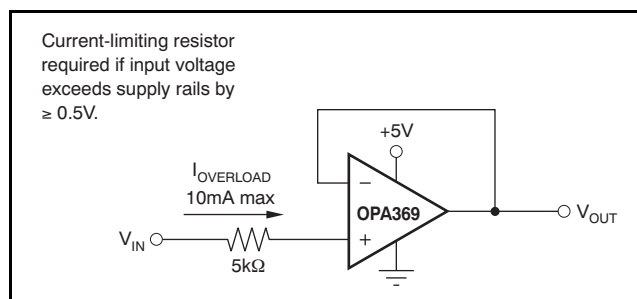 Current-limiting resistor
required if input voltage
exceeds supply rails by
≥ 0.5V.
+5V
I_OVERLOAD
10mA max
−
OPA369
V_OUT
V_IN
+
5kΩ